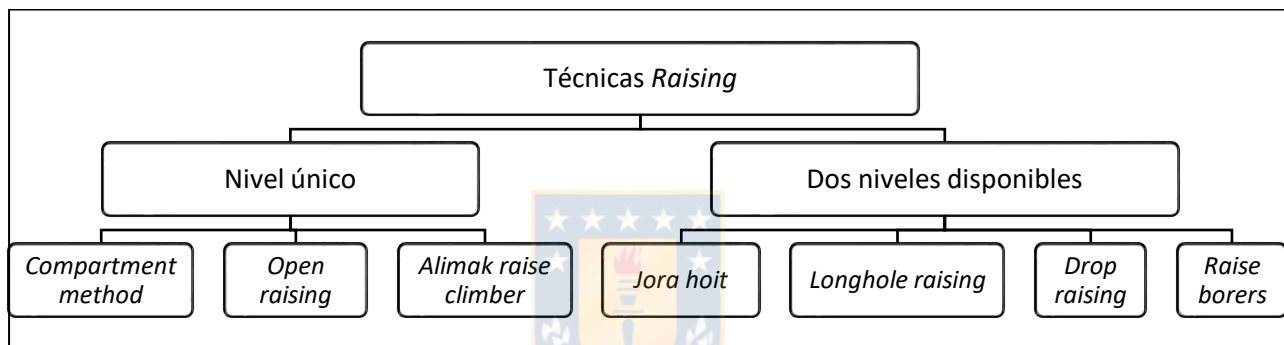 Técnicas Raising
Nivel único
Dos niveles disponibles
Compartment
method
Open
raising
Alimak raise
climber
Jora hoit
Longhole raising
Drop
raising
Raise
borers